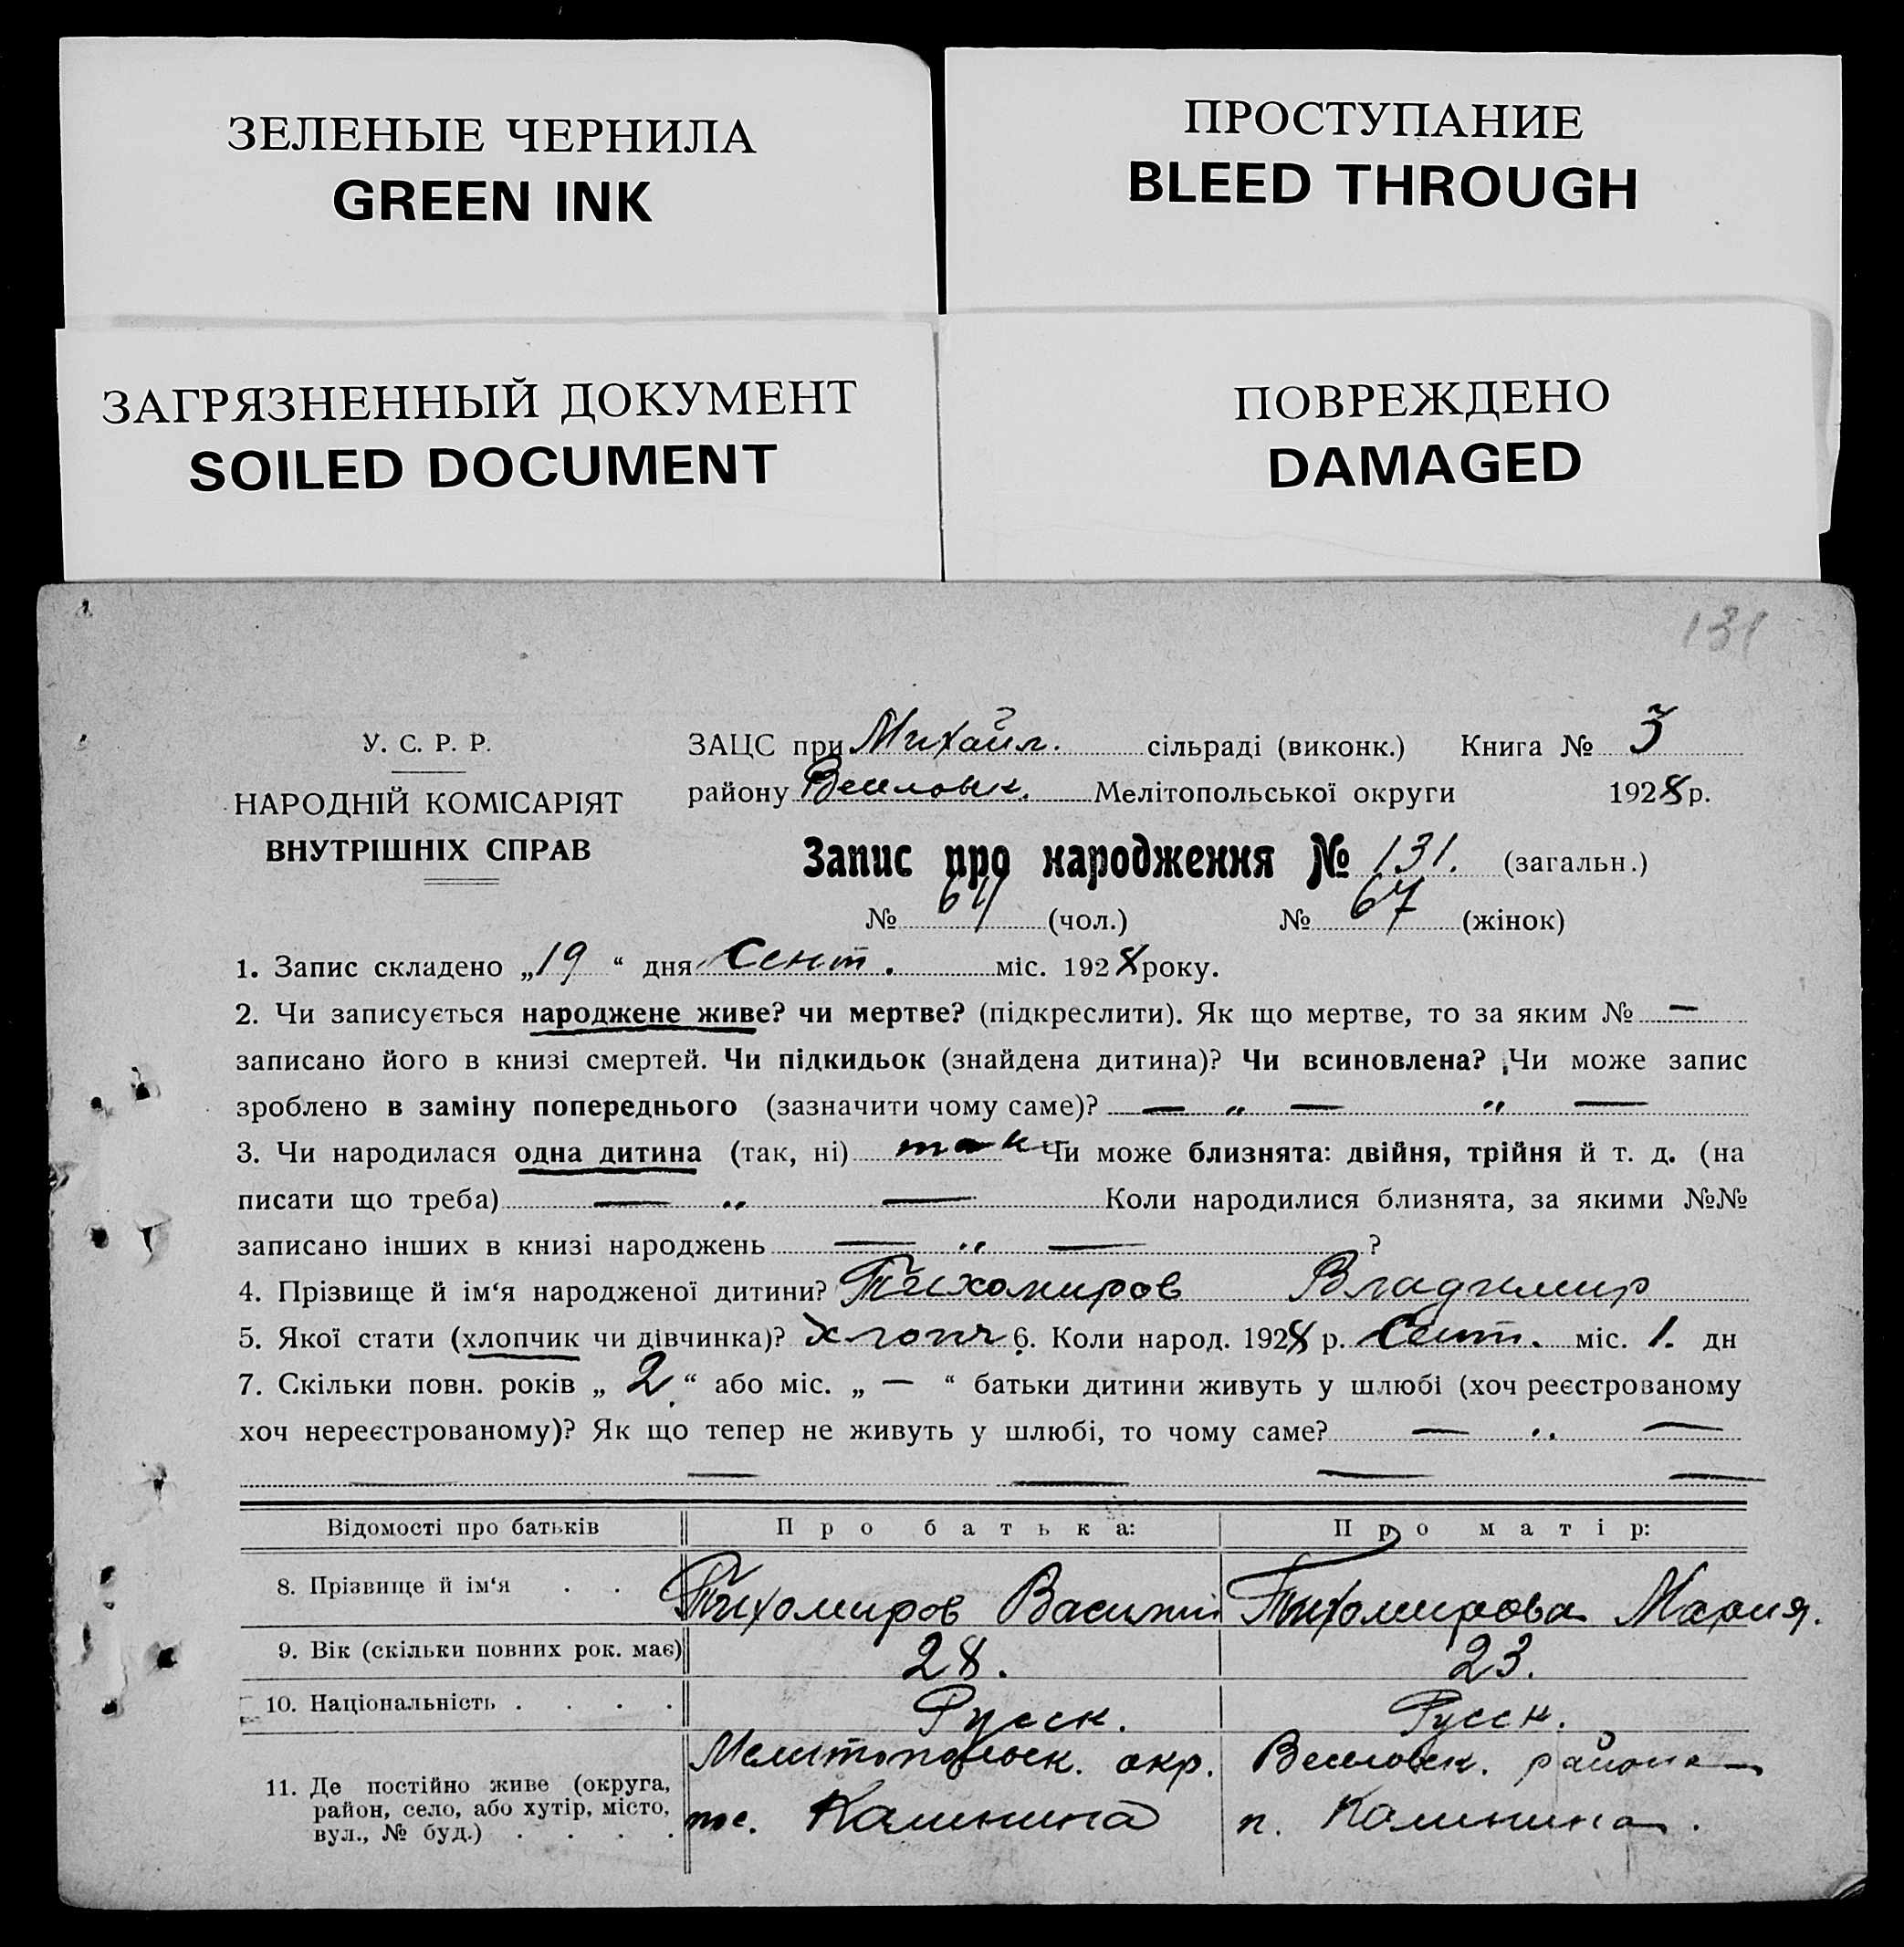 ЗЕЛЕНЫЕ ЧЕРНИЛА
GREEN INK
ПРОСТУПАНИЕ
BLEED THROUGH
ЗАГРЯЗНЕННЫЙ ДОКУМЕНТ
SOILED DOCUMENT
ПОВРЕЖДЕНО
DAMAGED
131
У. С. Р. Р.
НАРОДНІЙ КОМІСАРІЯТ
ВНУТРІШНІХ СПРАВ
ЗАЦС при Михайл. сільраді (виконк.) Книга № 3
району Веселовск. Мелітопольської округи 1928 р.
Запис про народження № 131. (загальн.)
№ 64 (чол.) № 67 (жінок)
1. Запис складено „19“ дня Сент. міс. 1928 року.
2. Чи записується народжене живе? чи мертве? (підкреслити). Як що мертве, то за яким № —
записано його в книзі смертей. Чи підкидьок (знайдена дитина)? Чи всиновлена? Чи може запис
зроблено в заміну попереднього (зазначити чому саме)? — „ — „ —
3. Чи народилася одна дитина (так, ні) так Чи може близнята: двійня, трійня й т. д. (на
писати що треба) — „ — Коли народилися близнята, за якими №№
записано інших в книзі народжень — „ — ?
4. Прізвище й ім‘я народженої дитини? Тихомиров Владимир
5. Якої стати (хлопчик чи дівчинка)? хлопч 6. Коли народ. 1928 р. Сент. міс. 1. дн
7. Скільки повн. років „ 2 “ або міс. „ — “ батьки дитини живуть у шлюбі (хоч реєстрованому
хоч нереєстрованому)? Як що тепер не живуть у шлюбі, то чому саме? — „ —
— — — — —
Відомості про батьків Про батька: Про матір:
8. Прізвище й ім‘я . . Тихомиров Василий Тихомирова Мария.
9. Вік (скільки повних рок. має) 28. 23.
10. Національність . . . . Русск. Русск.
11. Де постійно живе (округа, Мелитопольск. окр. Веселовск. района
район, село, або хутір, місто, пос. Калинина п. Калинина.
вул., № буд.) . . . .